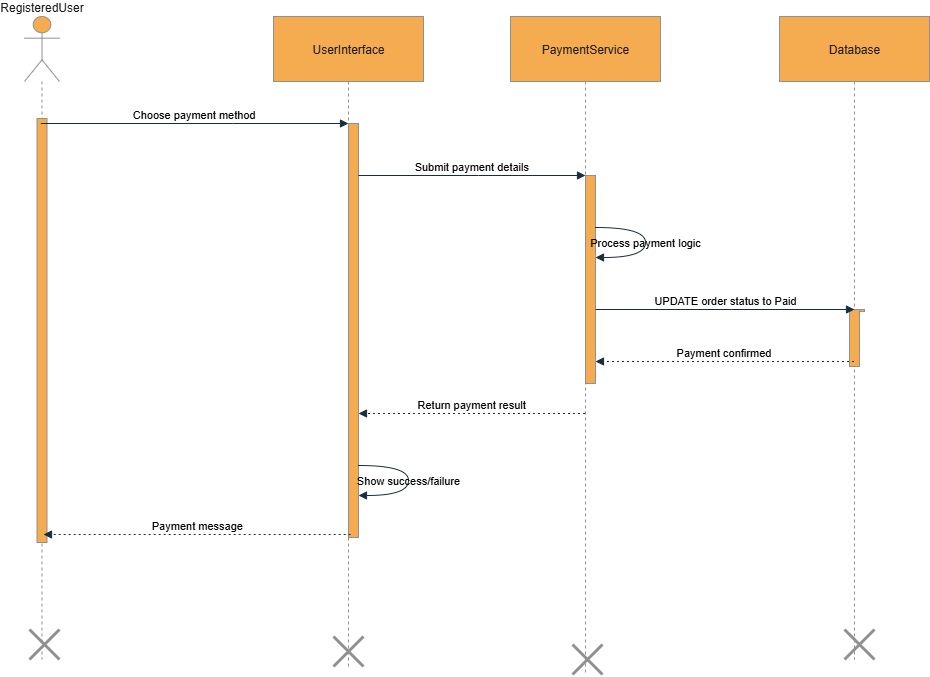 RegisteredUser
UserInterface
PaymentService
Database
Choose payment method
Submit payment details
Process payment logic
UPDATE order status to Paid
Payment confirmed
Return payment result
Show success/failure
Payment message